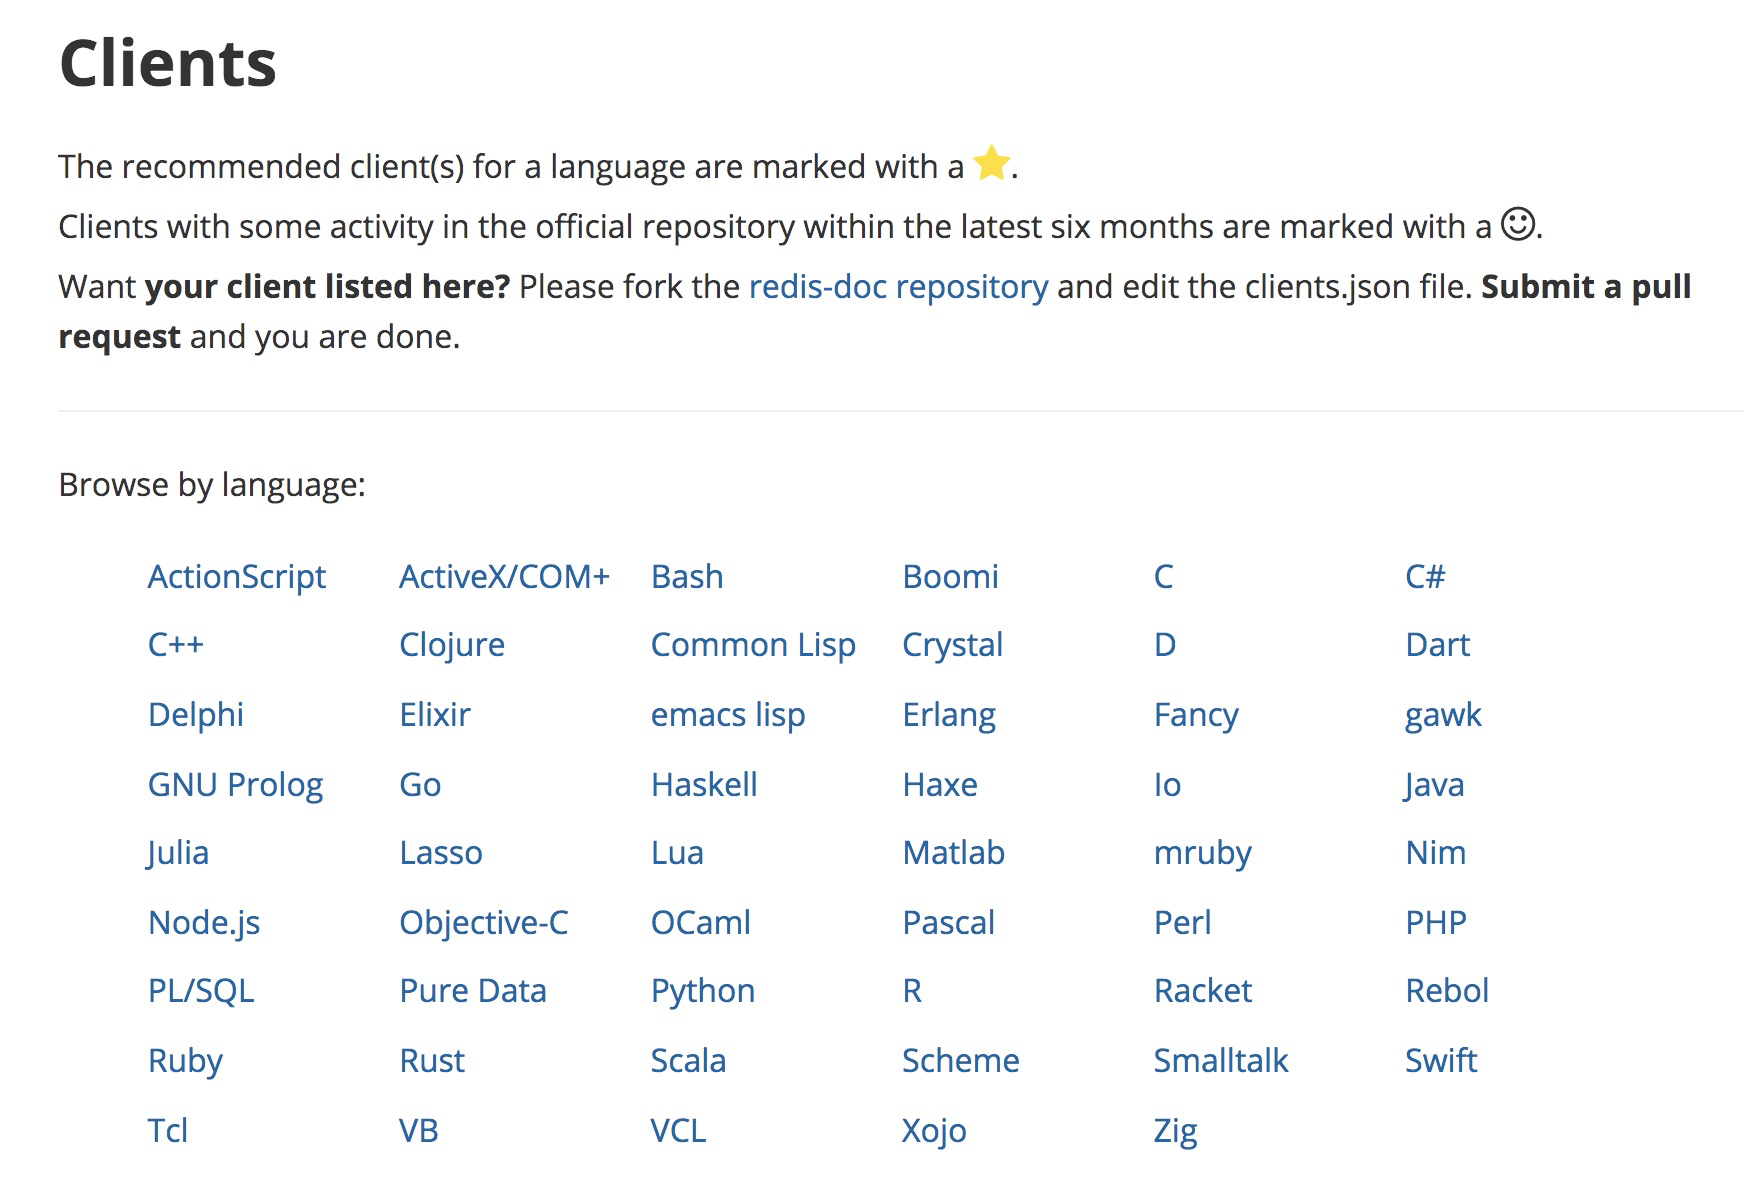 Clients
The recommended client(s) for a language are marked with a ⭐.
Clients with some activity in the official repository within the latest six months are marked with a ☺.
Want your client listed here? Please fork the redis-doc repository and edit the clients.json file. Submit a pull
request and you are done.
Browse by language:
ActionScript ActiveX/COM+ Bash Boomi C C#
C++ Clojure Common Lisp Crystal D Dart
Delphi Elixir emacs lisp Erlang Fancy gawk
GNU Prolog Go Haskell Haxe Io Java
Julia Lasso Lua Matlab mruby Nim
Node.js Objective-C OCaml Pascal Perl PHP
PL/SQL Pure Data Python R Racket Rebol
Ruby Rust Scala Scheme Smalltalk Swift
Tcl VB VCL Xojo Zig